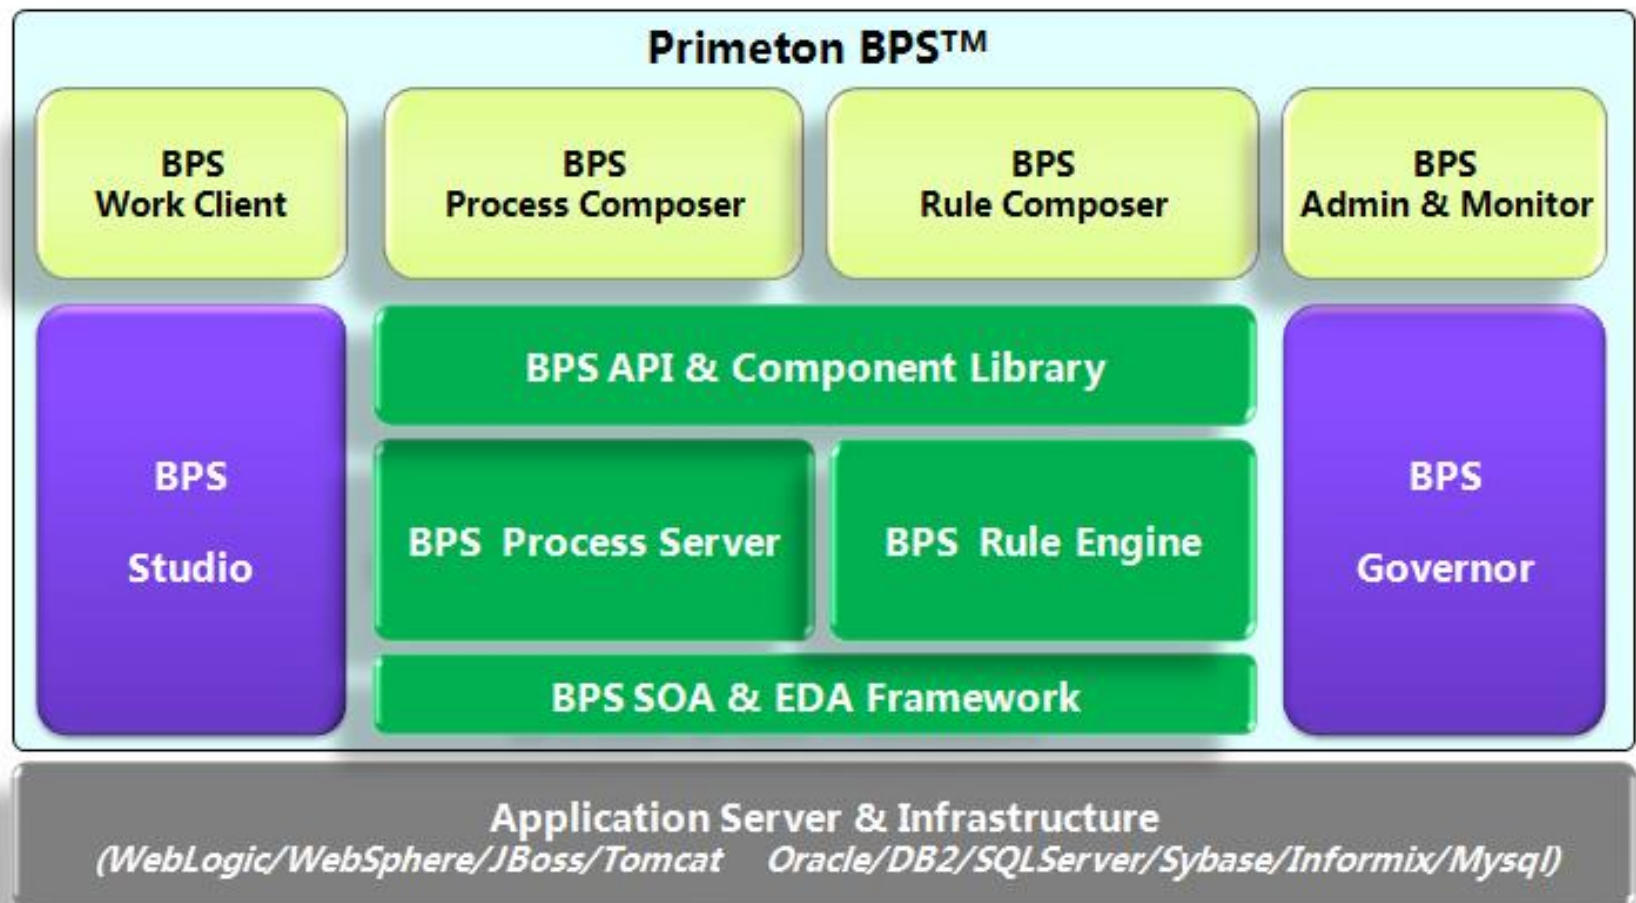 Primeton BPS™
BPS
Work Client
BPS
Process Composer
BPS
Rule Composer
BPS
Admin & Monitor
BPS
Studio
BPS API & Component Library
BPS Process Server
BPS Rule Engine
BPS SOA & EDA Framework
BPS
Governor
Application Server & Infrastructure
(WebLogic/WebSphere/JBoss/Tomcat Oracle/DB2/SQLServer/Sybase/Informix/Mysql)